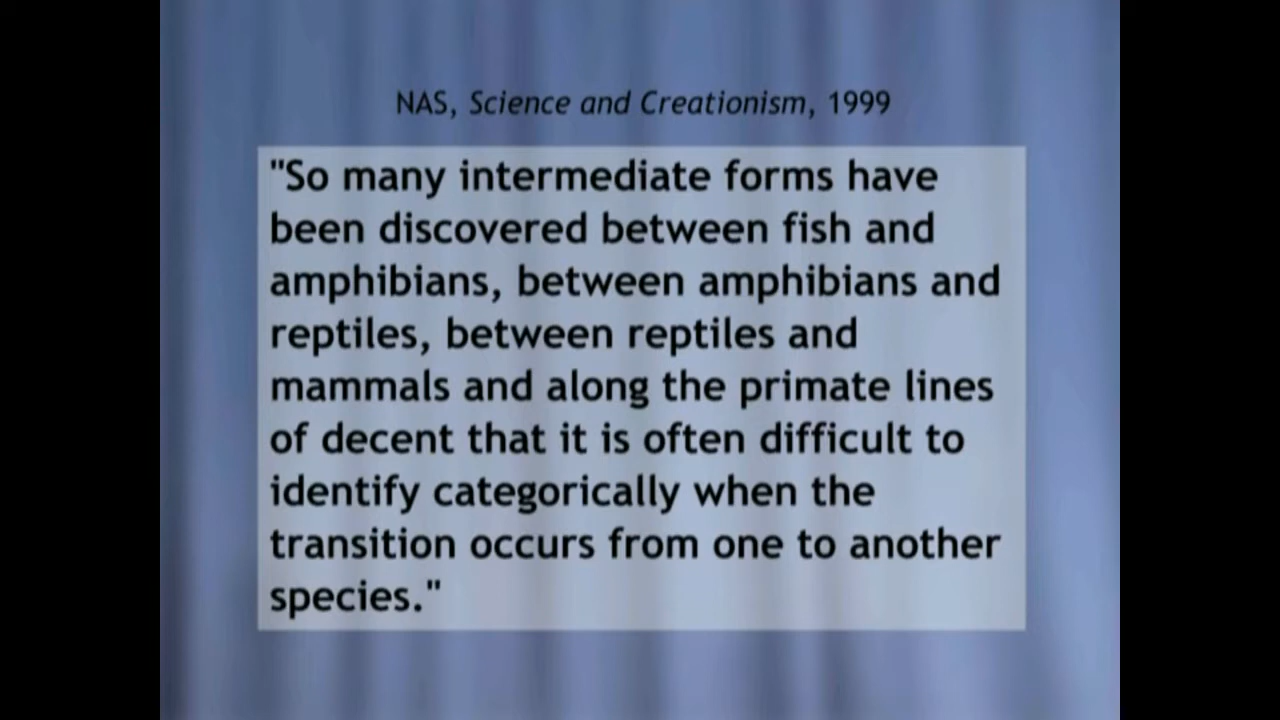 NAS, Science and Creationism, 1999
"So many intermediate forms have
been discovered between fish and
amphibians, between amphibians and
reptiles, between reptiles and
mammals and along the primate lines
of decent that it is often difficult to
identify categorically when the
transition occurs from one to another
species."